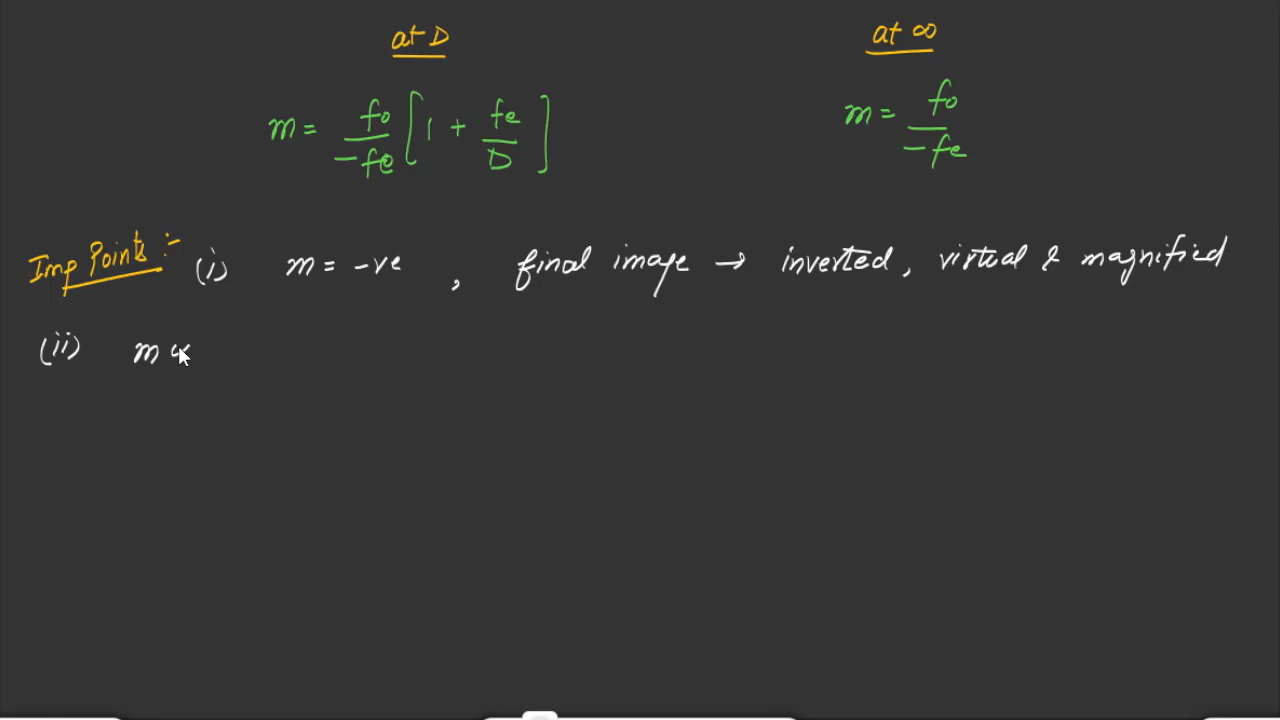 at D
at ∞
m = fo/-fe [1 + fe/D]
m = fo/-fe
Imp Points :- (i) m = -ve , final image → inverted, virtual & magnified
(ii) m ∝